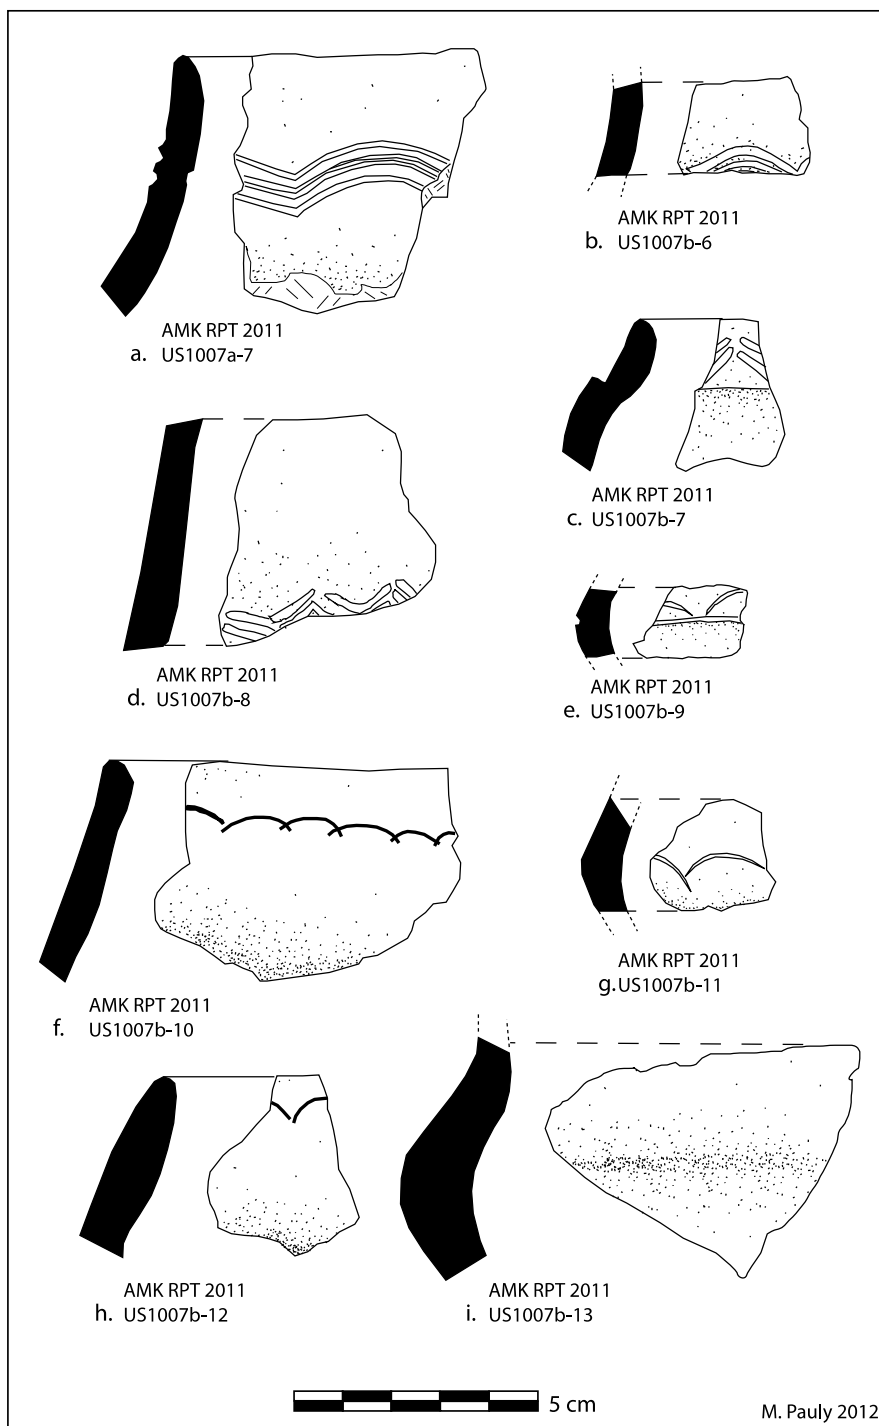 AMK RPT 2011
a. US1007a-7
AMK RPT 2011
b. US1007b-6
AMK RPT 2011
c. US1007b-7
AMK RPT 2011
d. US1007b-8
AMK RPT 2011
e. US1007b-9
AMK RPT 2011
f. US1007b-10
AMK RPT 2011
g. US1007b-11
AMK RPT 2011
h. US1007b-12
AMK RPT 2011
i. US1007b-13
5 cm
M. Pauly 2012